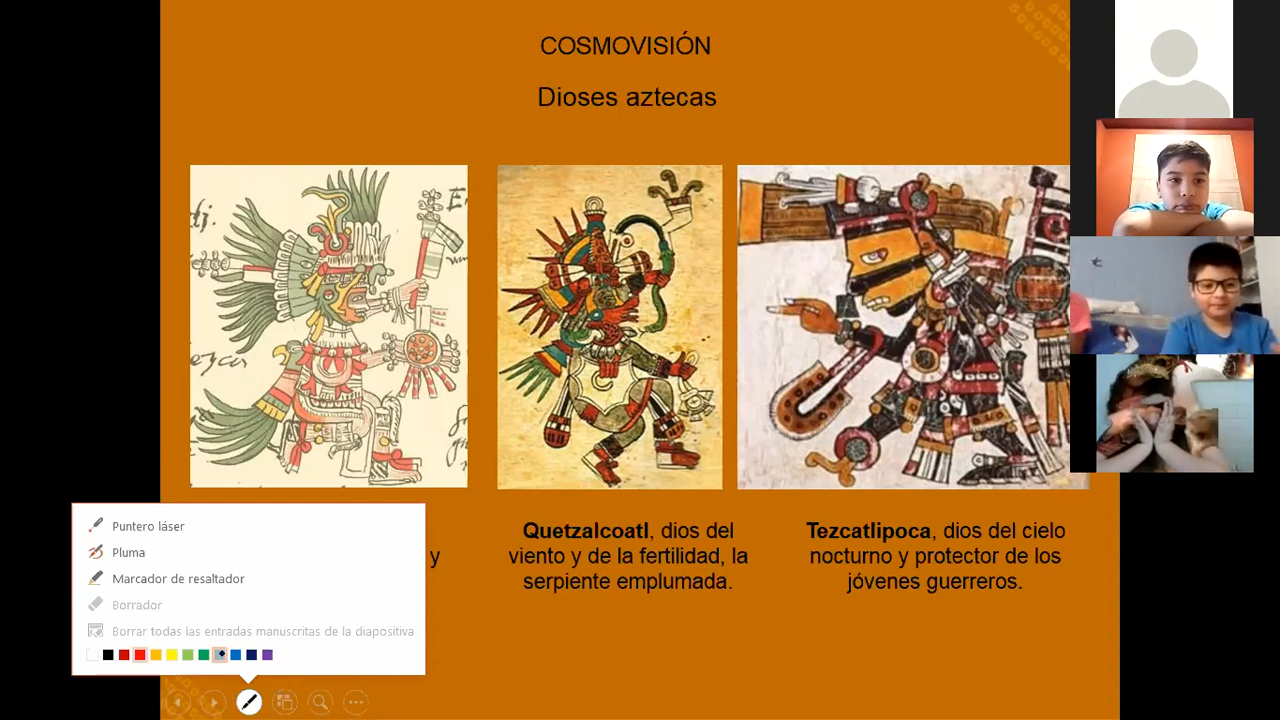 COSMOVISIÓN
Dioses aztecas
Quetzalcoatl, dios del
viento y de la fertilidad, la
serpiente emplumada.
Tezcatlipoca, dios del cielo
nocturno y protector de los
jóvenes guerreros.
y
Puntero láser
Pluma
Marcador de resaltador
Borrador
Borrar todas las entradas manuscritas de la diapositiva